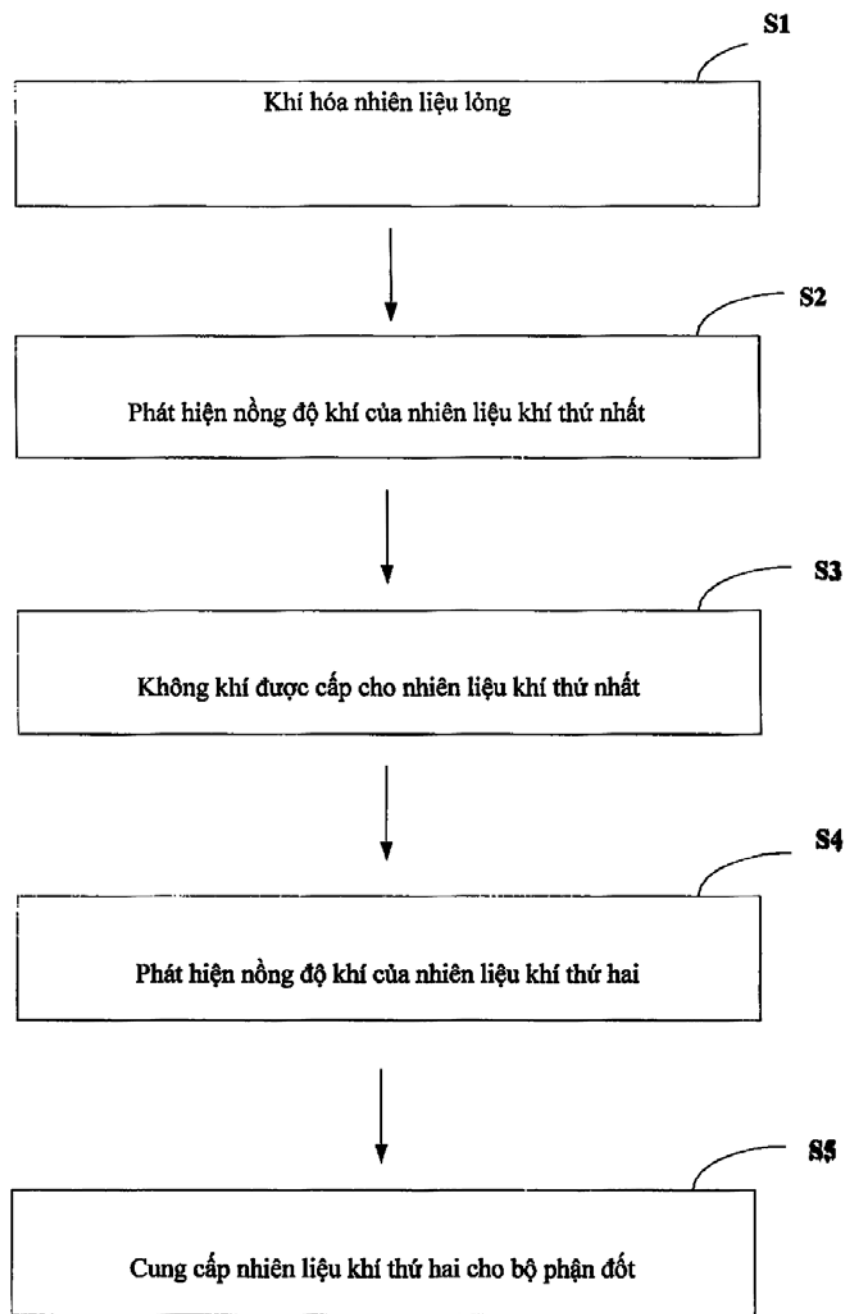 S1
Khí hóa nhiên liệu lỏng
S2
Phát hiện nồng độ khí của nhiên liệu khí thứ nhất
S3
Không khí được cấp cho nhiên liệu khí thứ nhất
S4
Phát hiện nồng độ khí của nhiên liệu khí thứ hai
S5
Cung cấp nhiên liệu khí thứ hai cho bộ phận đốt